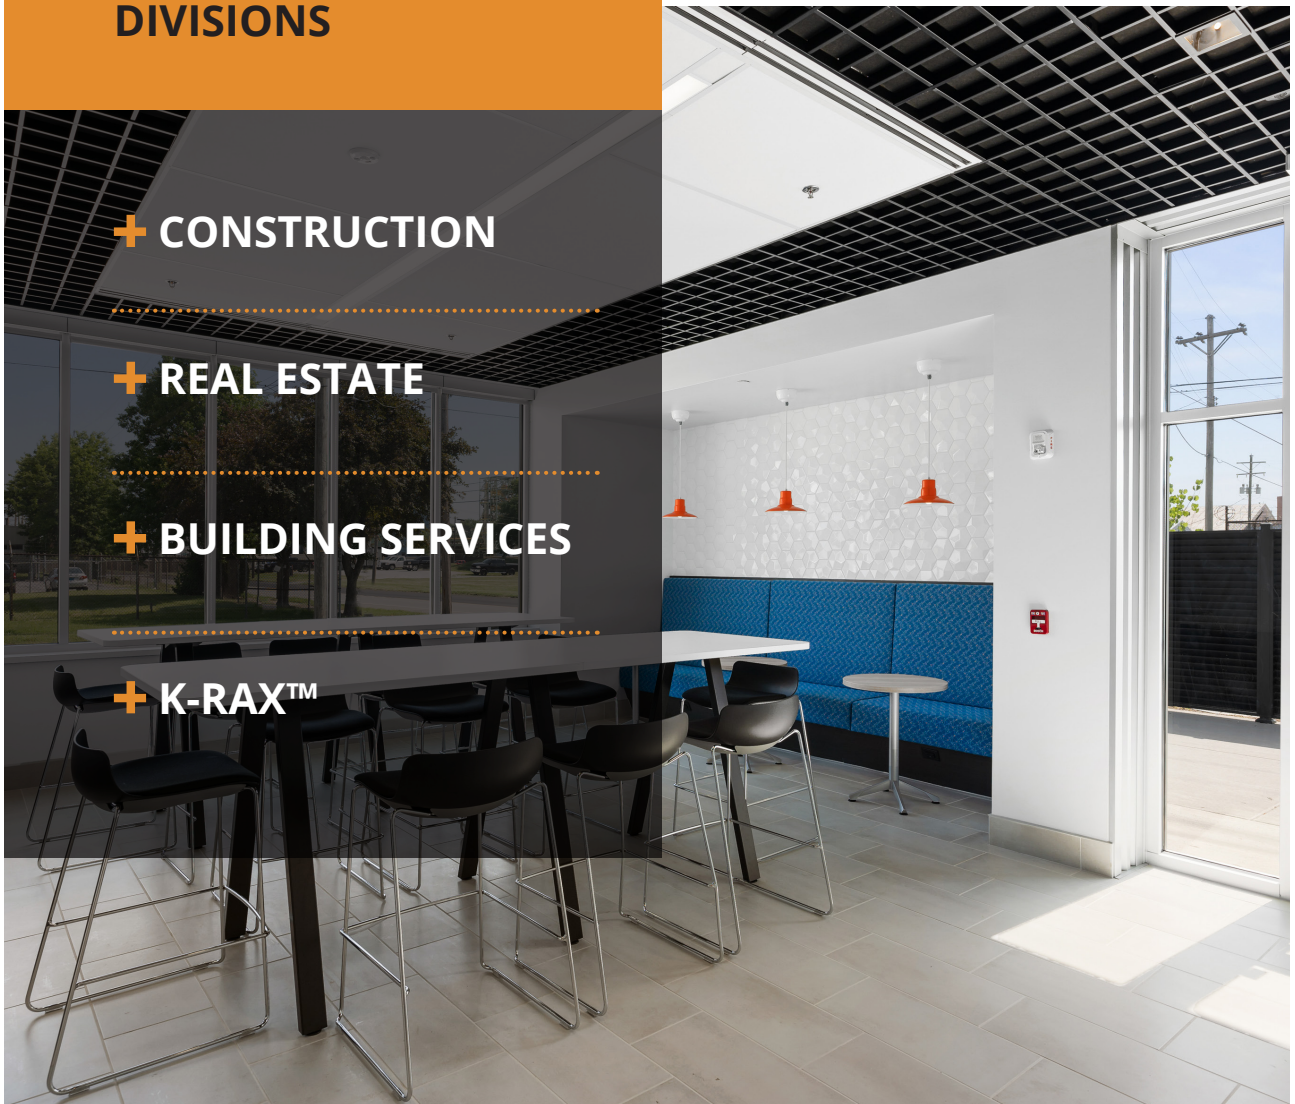 DIVISIONS
+ CONSTRUCTION
+ REAL ESTATE
+ BUILDING SERVICES
+ K-RAX™